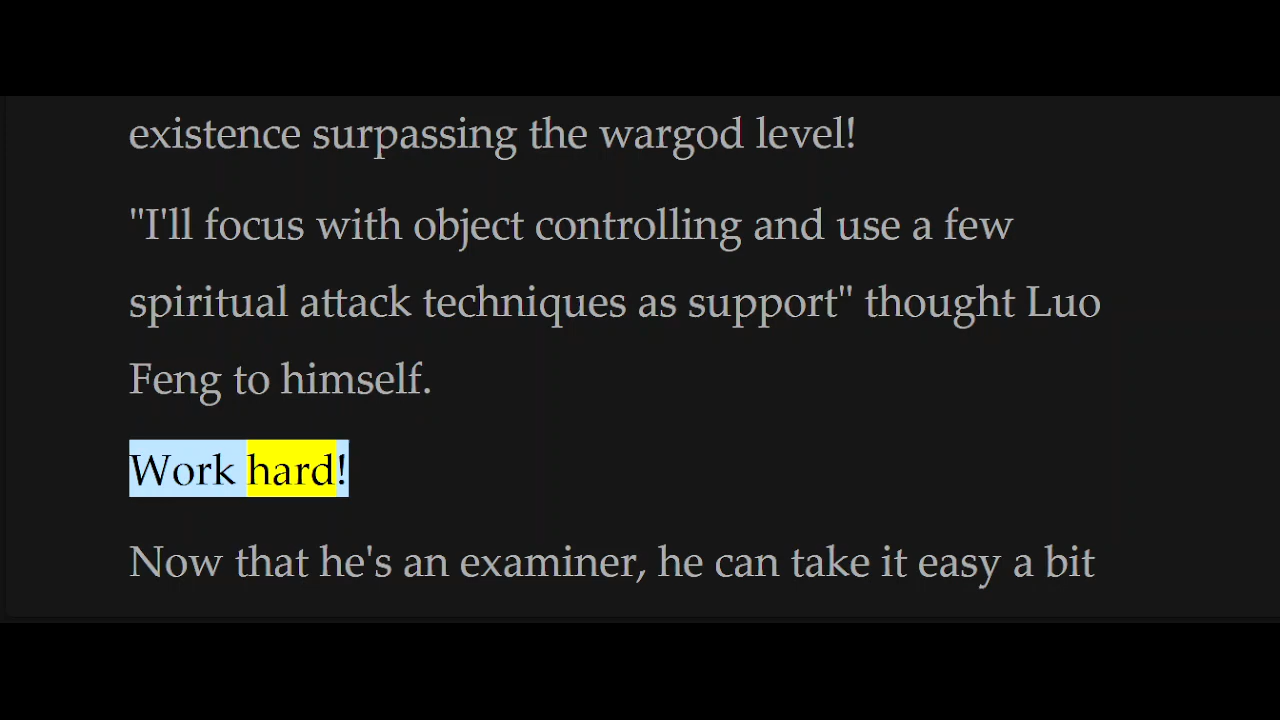 existence surpassing the wargod level!
"I'll focus with object controlling and use a few
spiritual attack techniques as support" thought Luo
Feng to himself.
Work hard!
Now that he's an examiner, he can take it easy a bit